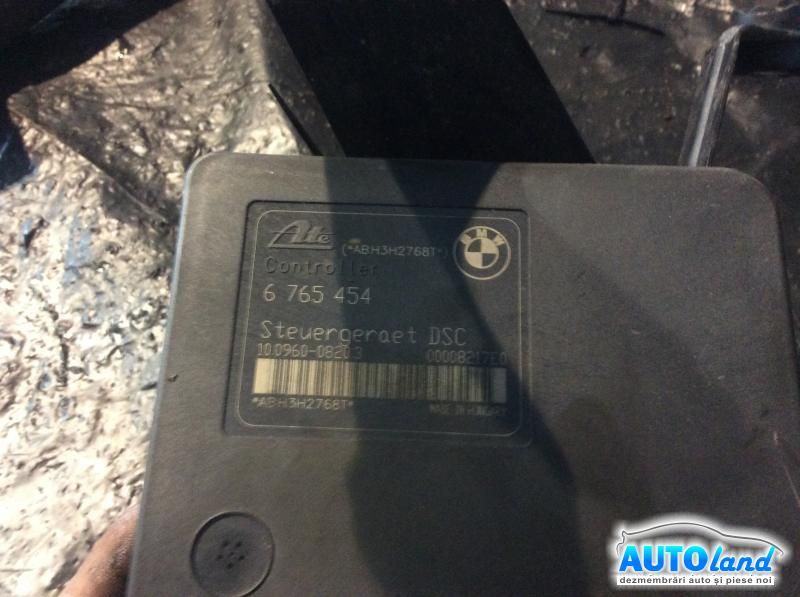 Ate (*ABH3H2768T*) BMW
Controller
6 765 454
Steuergeraet DSC
10.0960-0820.3 00008217E0
*ABH3H2768T* MADE IN HUNGARY
AUTOland
dezmembrări auto și piese noi